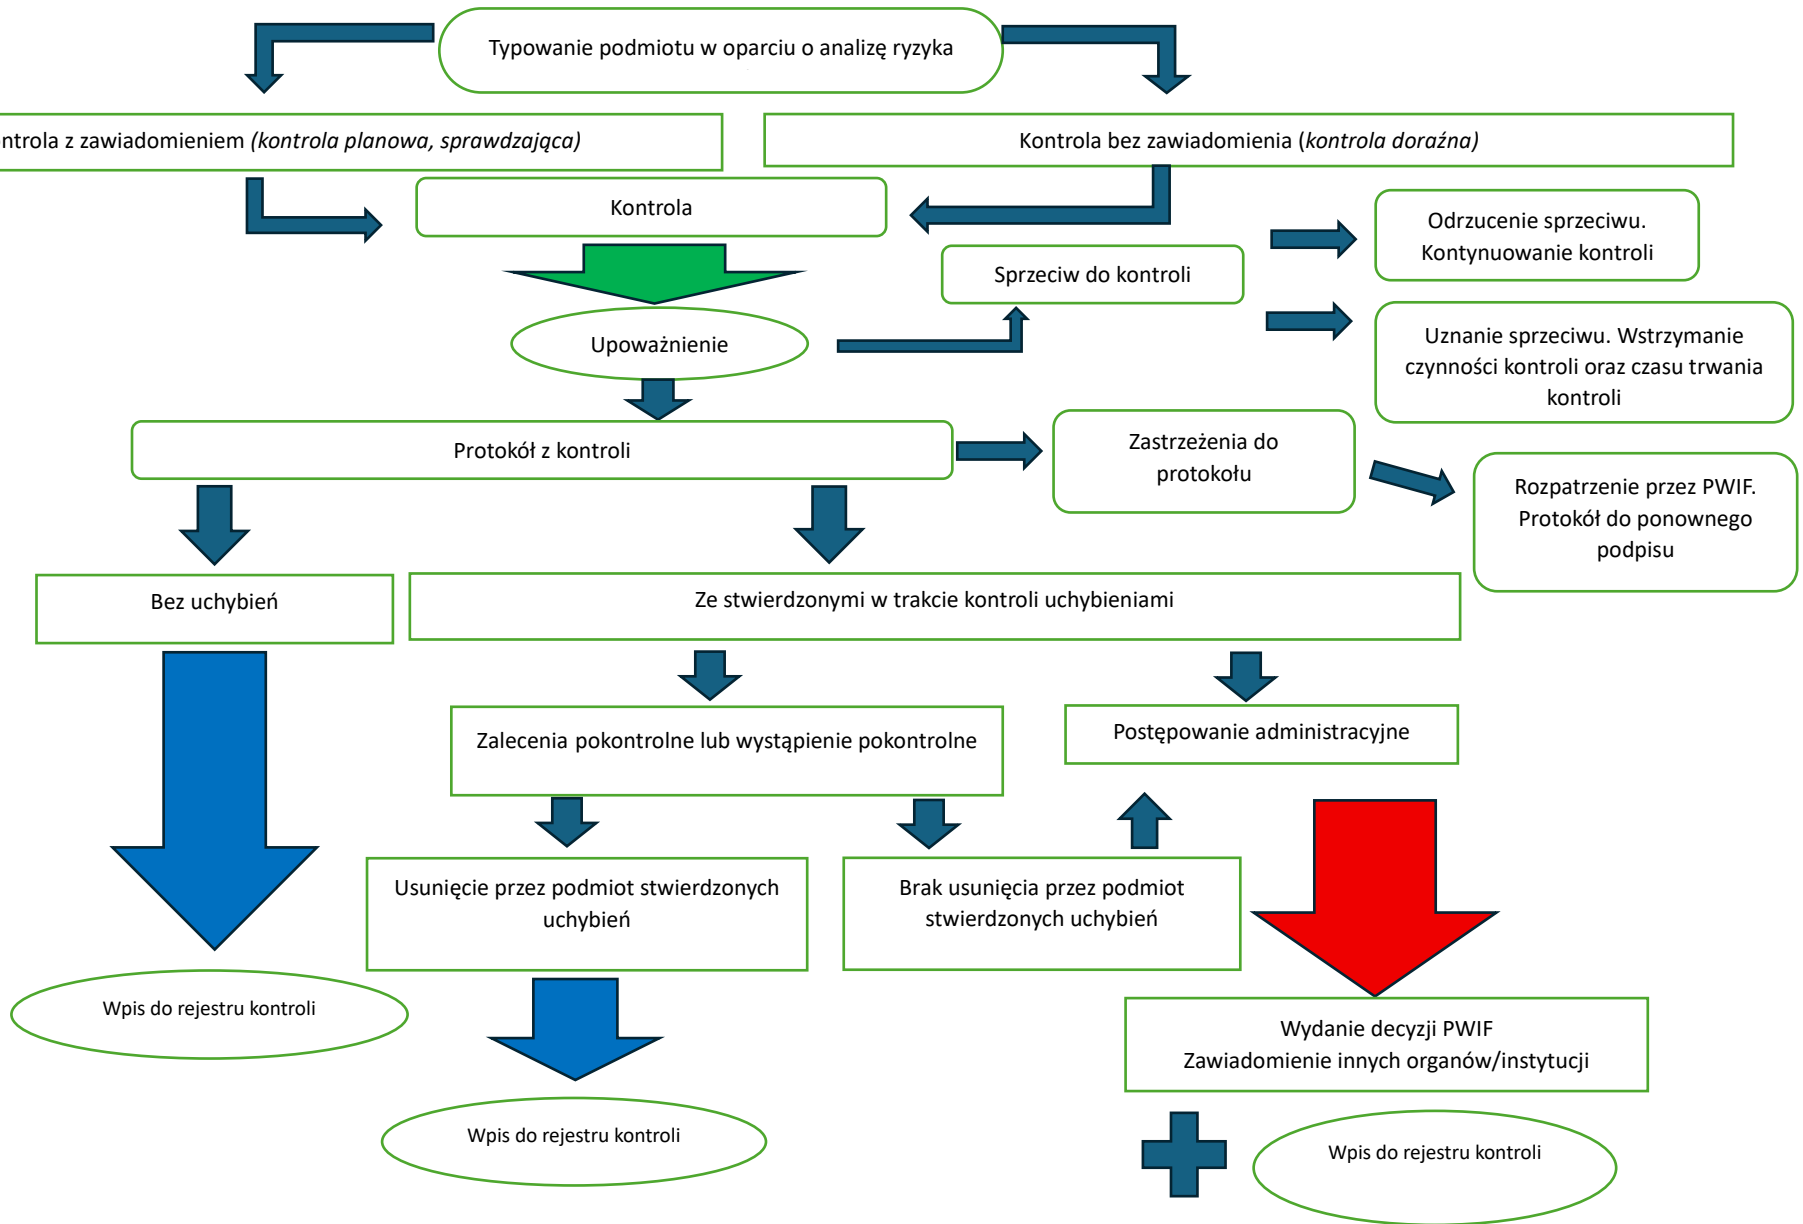 Typowanie podmiotu w oparciu o analizę ryzyka
ntrola z zawiadomieniem (kontrola planowa, sprawdzająca)
Kontrola bez zawiadomienia (kontrola doraźna)
Kontrola
Odrzucenie sprzeciwu.
Kontynuowanie kontroli
Sprzeciw do kontroli
Upoważnienie
Uznanie sprzeciwu. Wstrzymanie
czynności kontroli oraz czasu trwania
kontroli
Protokół z kontroli
Zastrzeżenia do
protokołu
Rozpatrzenie przez PWIF.
Protokół do ponownego
podpisu
Bez uchybień
Ze stwierdzonymi w trakcie kontroli uchybieniami
Zalecenia pokontrolne lub wystąpienie pokontrolne
Postępowanie administracyjne
Usunięcie przez podmiot stwierdzonych
uchybień
Brak usunięcia przez podmiot
stwierdzonych uchybień
Wpis do rejestru kontroli
Wydanie decyzji PWIF
Zawiadomienie innych organów/instytucji
Wpis do rejestru kontroli
Wpis do rejestru kontroli